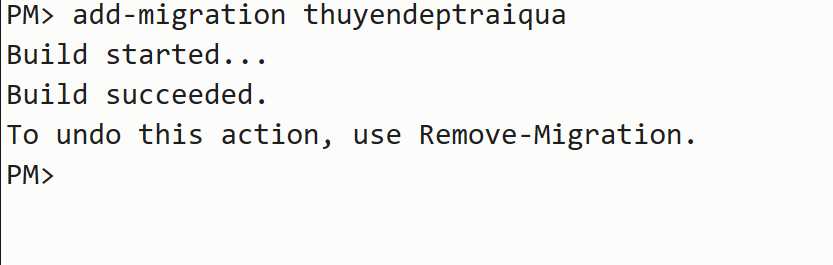 PM> add-migration thuyendeptraiqua
Build started...
Build succeeded.
To undo this action, use Remove-Migration.
PM>